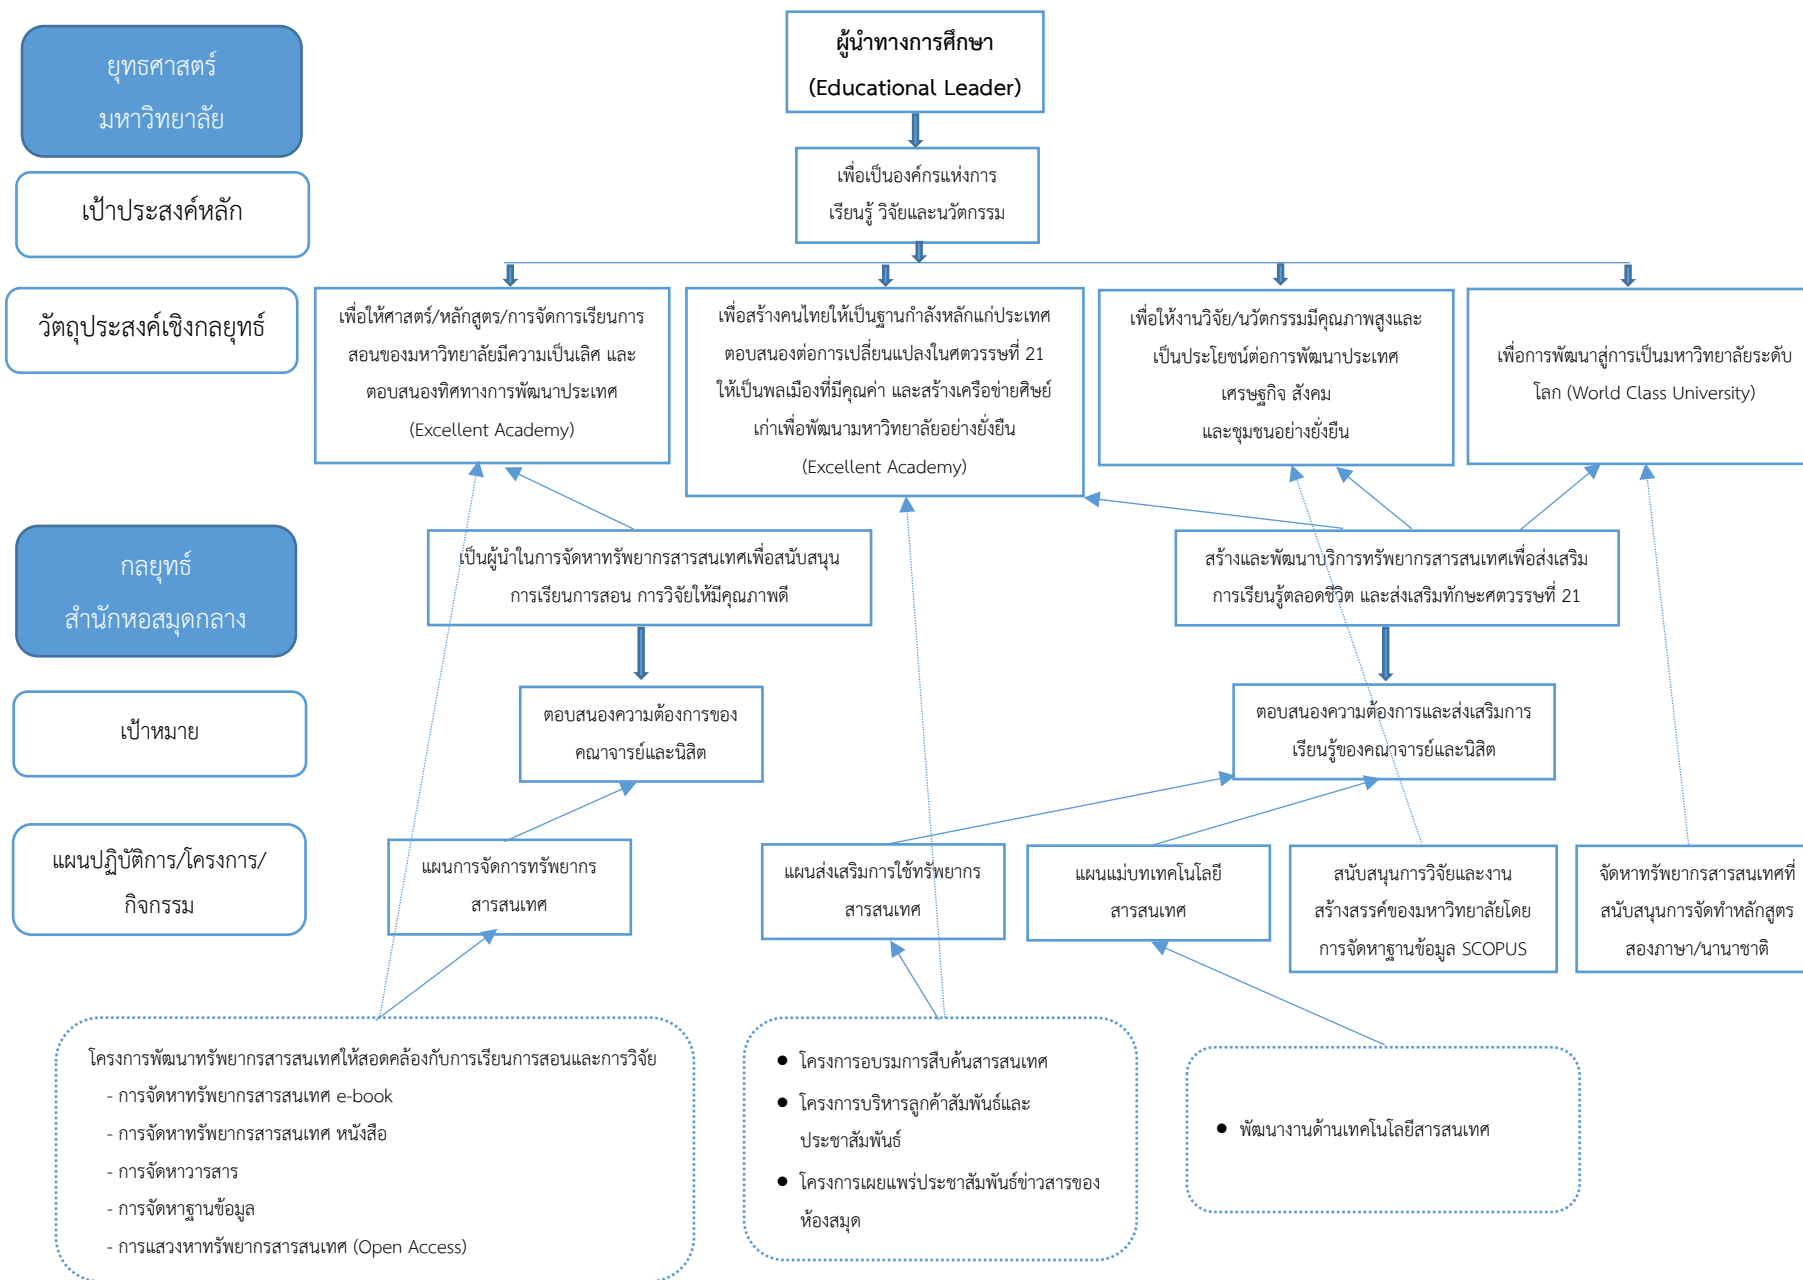 ยุทธศาสตร์
มหาวิทยาลัย
ผู้นำทางการศึกษา
(Educational Leader)
เป้าประสงค์หลัก
เพื่อเป็นองค์กรแห่งการ
เรียนรู้ วิจัยและนวัตกรรม
วัตถุประสงค์เชิงกลยุทธ์
เพื่อให้ศาสตร์/หลักสูตร/การจัดการเรียนการ
สอนของมหาวิทยาลัยมีความเป็นเลิศ และ
ตอบสนองทิศทางการพัฒนาประเทศ
(Excellent Academy)
เพื่อสร้างคนไทยให้เป็นฐานกำลังหลักแก่ประเทศ
ตอบสนองต่อการเปลี่ยนแปลงในศตวรรษที่ 21
ให้เป็นพลเมืองที่มีคุณค่า และสร้างเครือข่ายศิษย์
เก่าเพื่อพัฒนามหาวิทยาลัยอย่างยั่งยืน
(Excellent Academy)
เพื่อให้งานวิจัย/นวัตกรรมมีคุณภาพสูงและ
เป็นประโยชน์ต่อการพัฒนาประเทศ
เศรษฐกิจ สังคม
และชุมชนอย่างยั่งยืน
เพื่อการพัฒนาสู่การเป็นมหาวิทยาลัยระดับ
โลก (World Class University)
กลยุทธ์
สำนักหอสมุดกลาง
เป็นผู้นำในการจัดหาทรัพยากรสารสนเทศเพื่อสนับสนุน
การเรียนการสอน การวิจัยให้มีคุณภาพดี
สร้างและพัฒนาบริการทรัพยากรสารสนเทศเพื่อส่งเสริม
การเรียนรู้ตลอดชีวิต และส่งเสริมทักษะศตวรรษที่ 21
เป้าหมาย
ตอบสนองความต้องการของ
คณาจารย์และนิสิต
ตอบสนองความต้องการและส่งเสริมการ
เรียนรู้ของคณาจารย์และนิสิต
แผนปฏิบัติการ/โครงการ/
กิจกรรม
แผนการจัดการทรัพยากร
สารสนเทศ
แผนส่งเสริมการใช้ทรัพยากร
สารสนเทศ
แผนแม่บทเทคโนโลยี
สารสนเทศ
สนับสนุนการวิจัยและงาน
สร้างสรรค์ของมหาวิทยาลัยโดย
การจัดหาฐานข้อมูล SCOPUS
จัดหาทรัพยากรสารสนเทศที่
สนับสนุนการจัดทำหลักสูตร
สองภาษา/นานาชาติ
โครงการพัฒนาทรัพยากรสารสนเทศให้สอดคล้องกับการเรียนการสอนและการวิจัย
- การจัดหาทรัพยากรสารสนเทศ e-book
- การจัดหาทรัพยากรสารสนเทศ หนังสือ
- การจัดหาวารสาร
- การจัดหาฐานข้อมูล
- การแสวงหาทรัพยากรสารสนเทศ (Open Access)
● โครงการอบรมการสืบค้นสารสนเทศ
● โครงการบริหารลูกค้าสัมพันธ์และ
ประชาสัมพันธ์
● โครงการเผยแพร่ประชาสัมพันธ์ข่าวสารของ
ห้องสมุด
● พัฒนางานด้านเทคโนโลยีสารสนเทศ